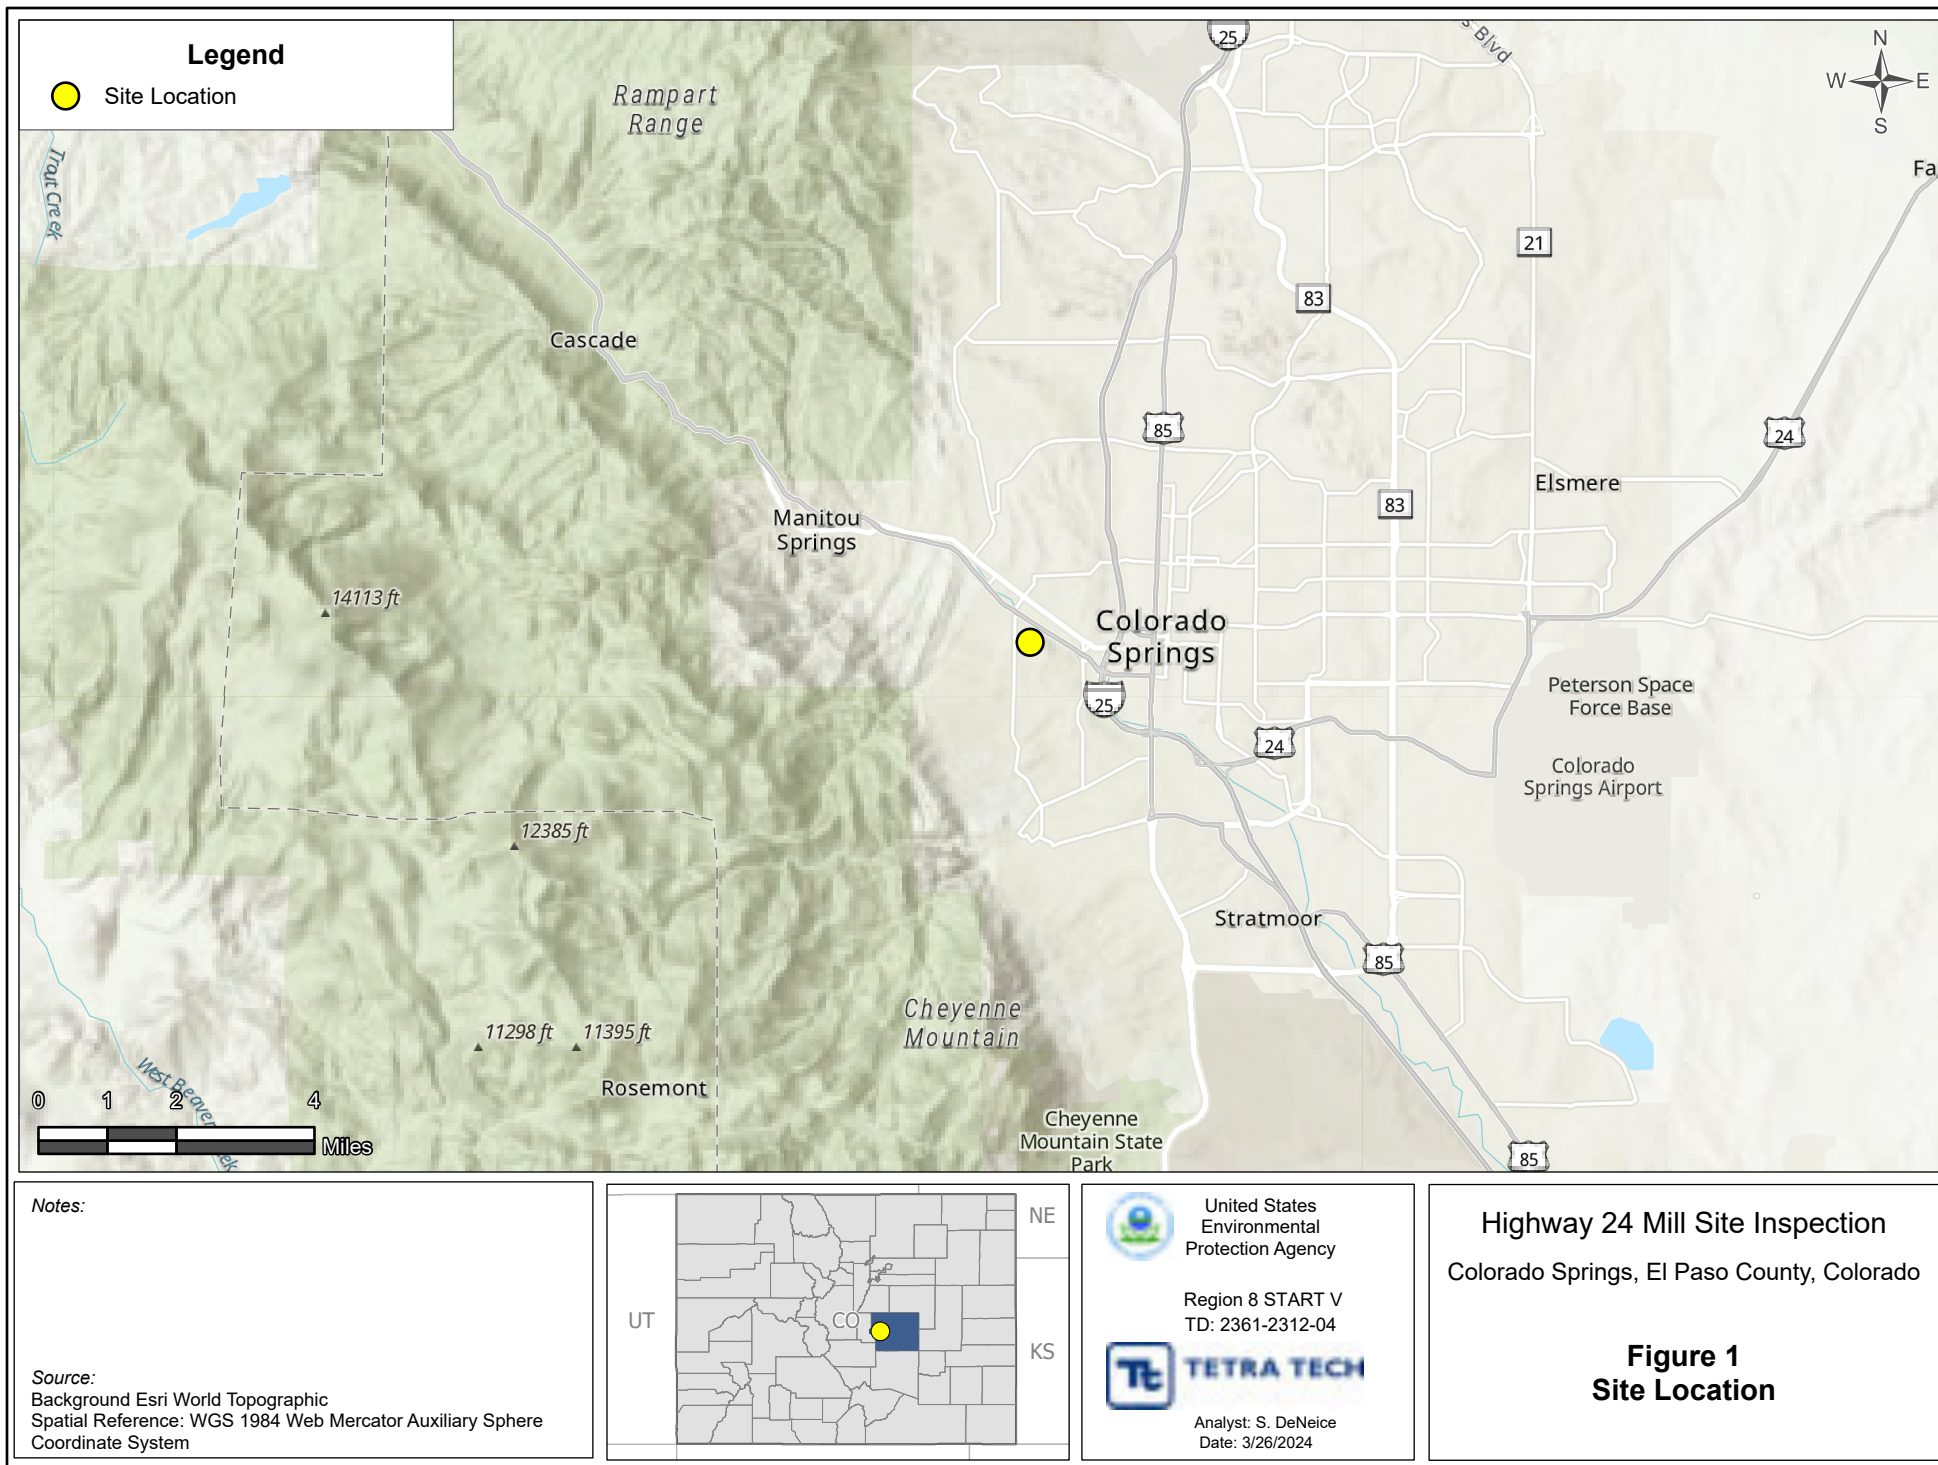 Legend
Site Location
Rampart
Range
25
S Blvd
N
W
E
S
Trout Creek
Fa
21
83
Cascade
85
24
Elsmere
83
Manitou
Springs
14113 ft
Colorado
Springs
25
Peterson Space
Force Base
24
Colorado
Springs Airport
12385 ft
Stratmoor
85
Cheyenne
Mountain
11298 ft
11395 ft
Rosemont
West Beaver
ek
0 1 2 4
Miles
Cheyenne
Mountain State
Park
85
Notes:
Source:
Background Esri World Topographic
Spatial Reference: WGS 1984 Web Mercator Auxiliary Sphere
Coordinate System
NE
UT
CO
KS
United States
Environmental
Protection Agency
Region 8 START V
TD: 2361-2312-04
Tt TETRA TECH
Analyst: S. DeNeice
Date: 3/26/2024
Highway 24 Mill Site Inspection
Colorado Springs, El Paso County, Colorado
Figure 1
Site Location